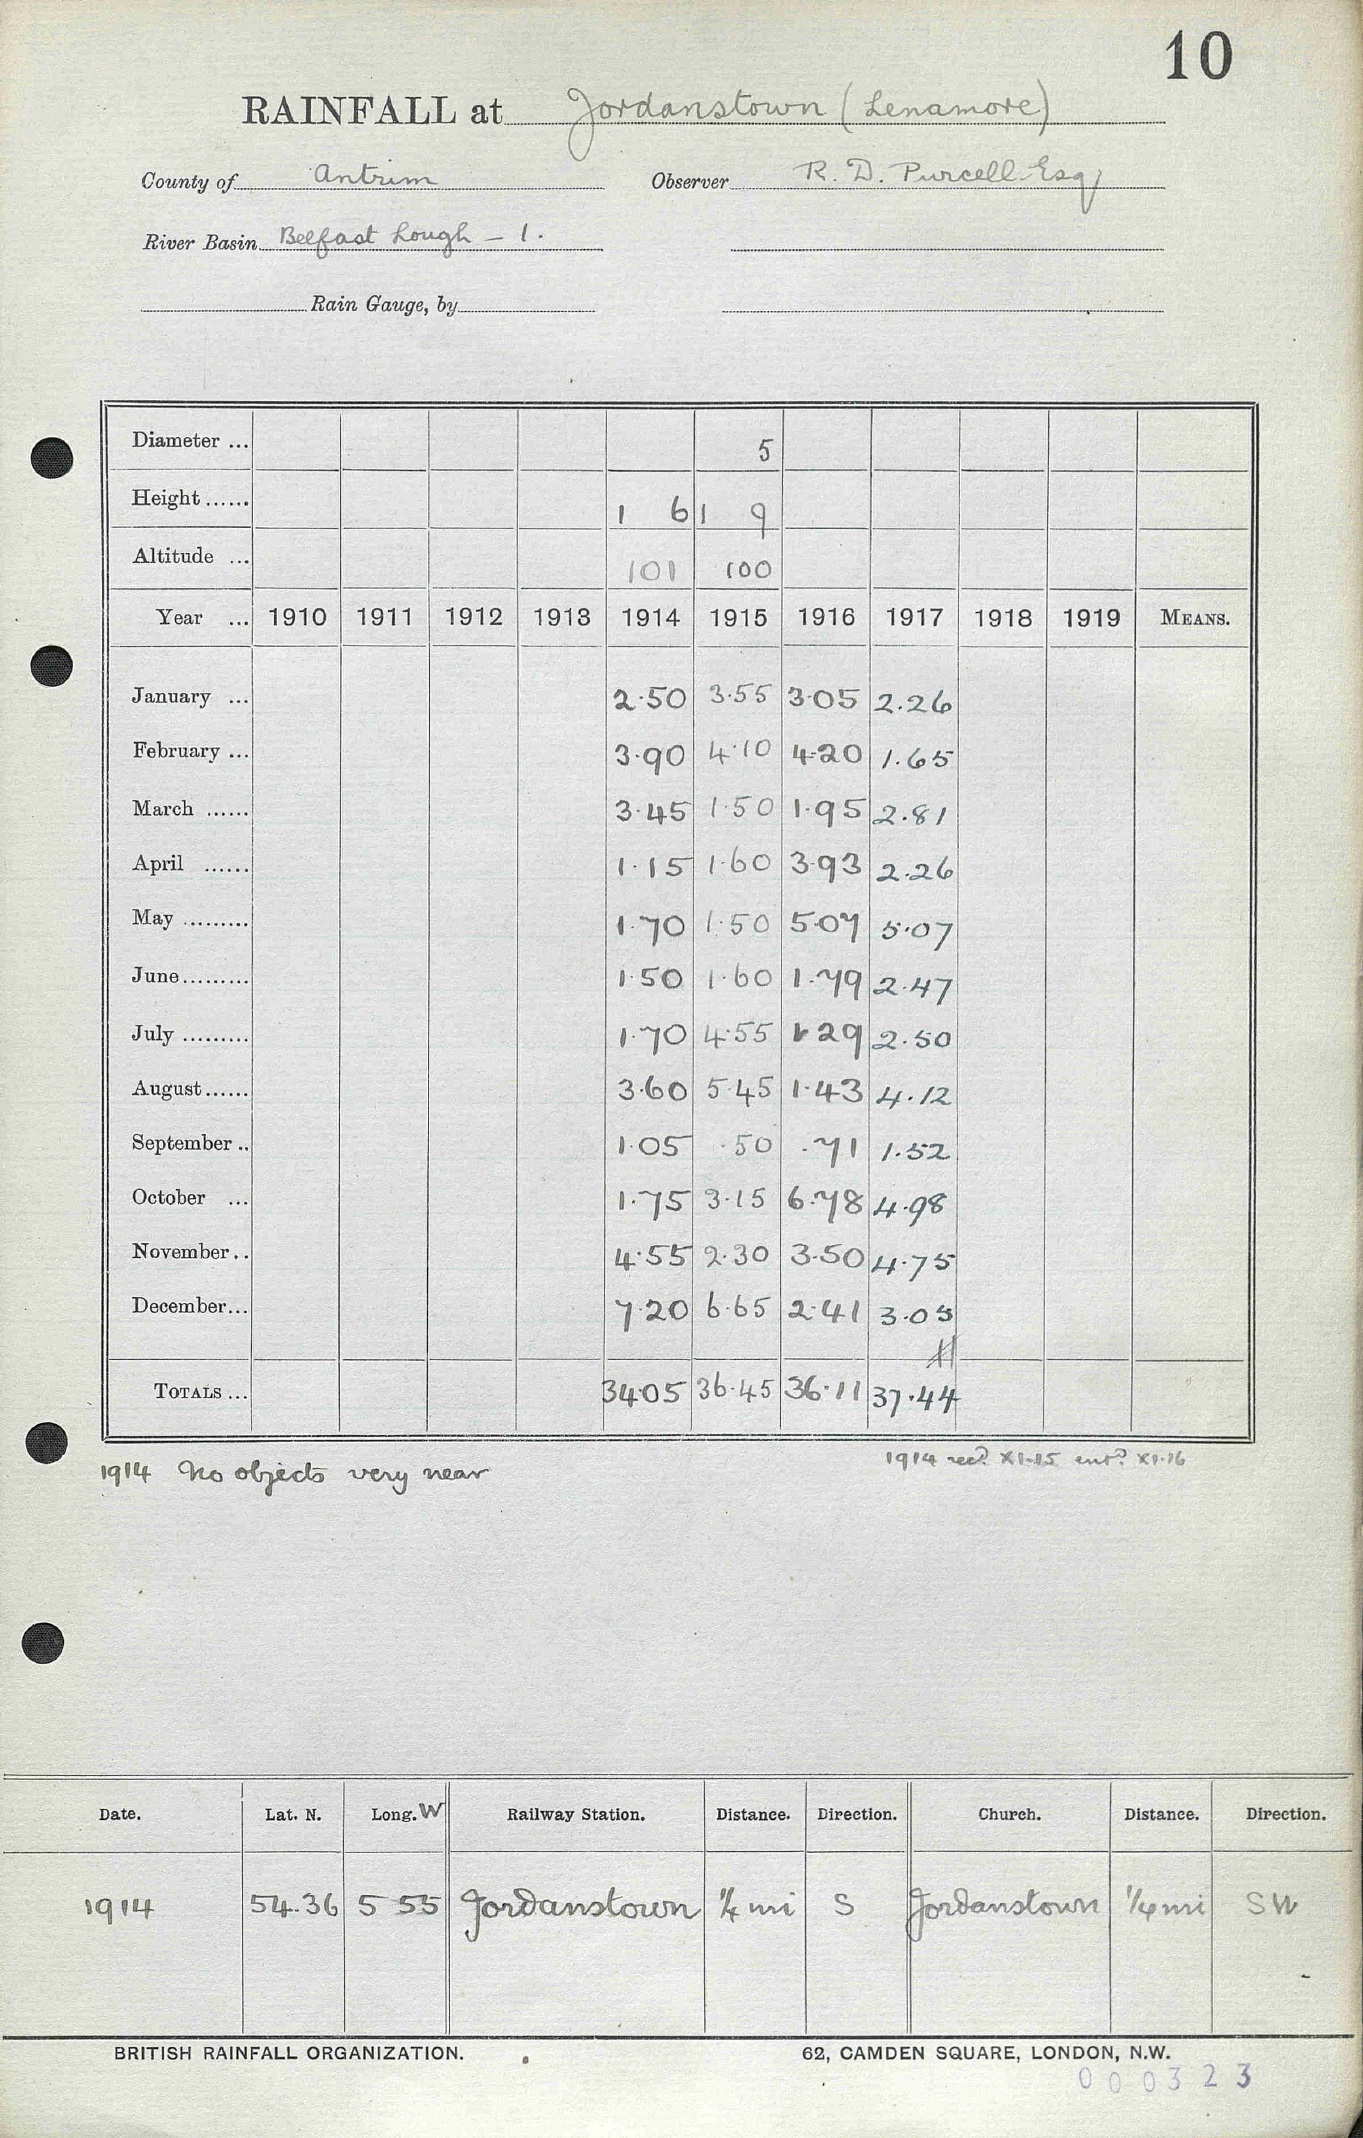 10
RAINFALL at Jordanstown (Lenamore)
County of Antrim Observer R. D. Purcell Esq
River Basin Belfast Lough - 1.
Rain Gauge, by
Diameter ... 5
Height ...... 1 6 1 9
Altitude ... 101 100
Year ... 1910 1911 1912 1913 1914 1915 1916 1917 1918 1919 MEANS.
January ... 2.50 3.55 3.05 2.26
February ... 3.90 4.10 4.20 1.65
March ...... 3.45 1.50 1.95 2.81
April ...... 1.15 1.60 3.93 2.26
May ......... 1.70 1.50 5.07 5.07
June......... 1.50 1.60 1.79 2.47
July ......... 1.70 4.55 1.29 2.50
August...... 3.60 5.45 1.43 4.12
September .. 1.05 .50 .71 1.52
October ... 1.75 3.15 6.78 4.98
November.. 4.55 2.30 3.50 4.75
December... 7.20 6.65 2.41 3.05
TOTALS ... 34.05 36.45 36.11 37.44
1914 recd XI.15 entd XI.16
1914 No objects very near
Date. Lat. N. Long. W Railway Station. Distance. Direction. Church. Distance. Direction.
1914 54.36 5 55 Jordanstown 1/4 mi S Jordanstown 1/4 mi SW
BRITISH RAINFALL ORGANIZATION. 62, CAMDEN SQUARE, LONDON, N.W.
000323